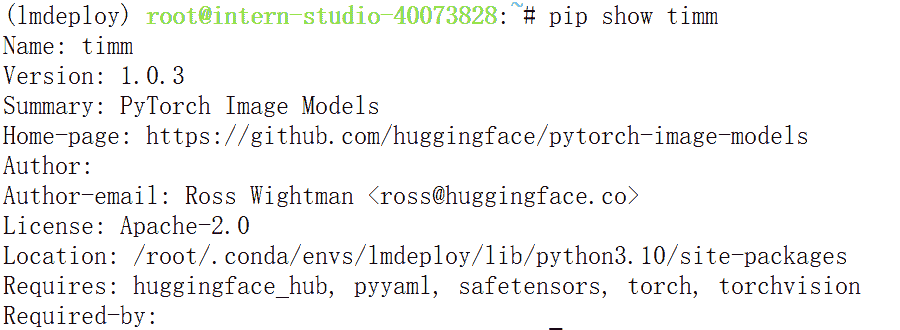 (lmdeploy) root@intern-studio-40073828:~# pip show timm
Name: timm
Version: 1.0.3
Summary: PyTorch Image Models
Home-page: https://github.com/huggingface/pytorch-image-models
Author:
Author-email: Ross Wightman <ross@huggingface.co>
License: Apache-2.0
Location: /root/.conda/envs/lmdeploy/lib/python3.10/site-packages
Requires: huggingface_hub, pyyaml, safetensors, torch, torchvision
Required-by: